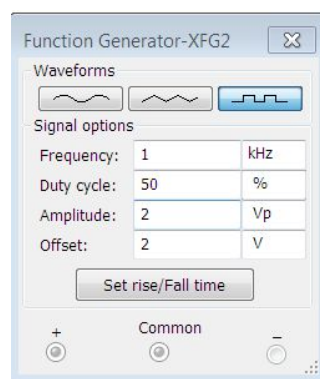 Function Generator-XFG2
Waveforms
Signal options
Frequency: 1 kHz
Duty cycle: 50 %
Amplitude: 2 Vp
Offset: 2 V
Set rise/Fall time
+ Common −